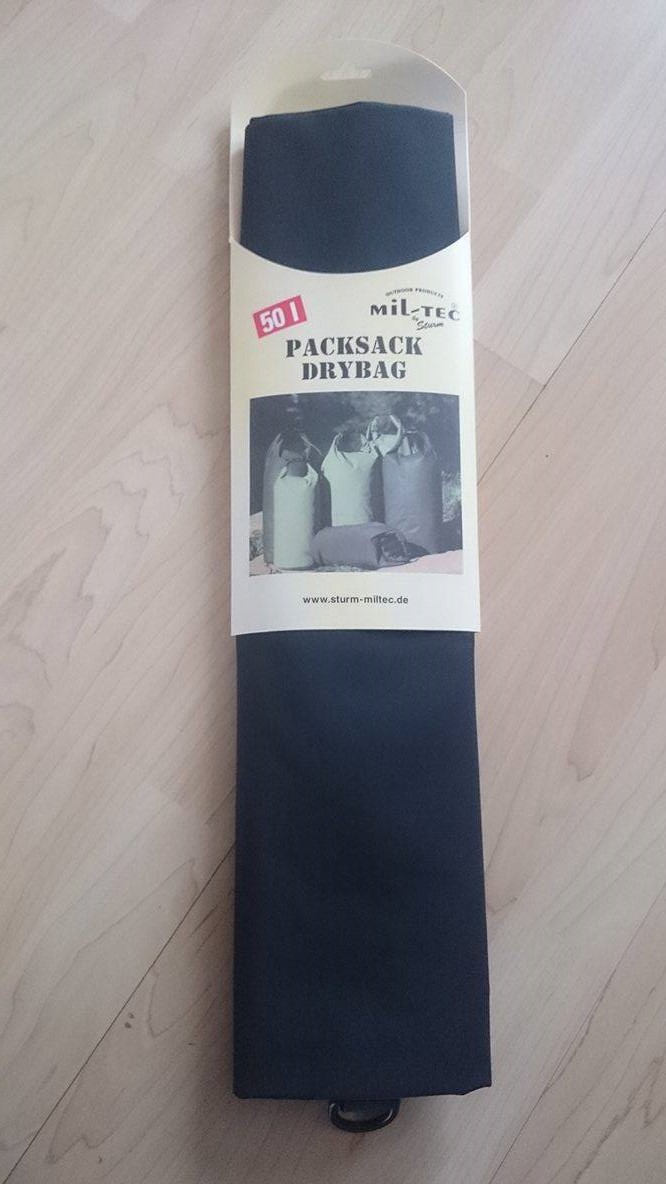 50 l
OUTDOOR PRODUCTS
MIL-TEC®
by Sturm
PACKSACK
DRYBAG
www.sturm-miltec.de